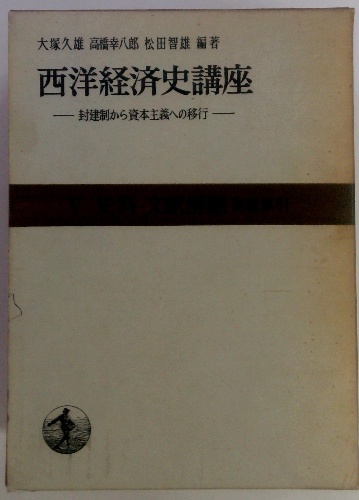 大塚久雄 高橋幸八郎 松田智雄 編著
西洋経済史講座
── 封建制から資本主義への移行 ──